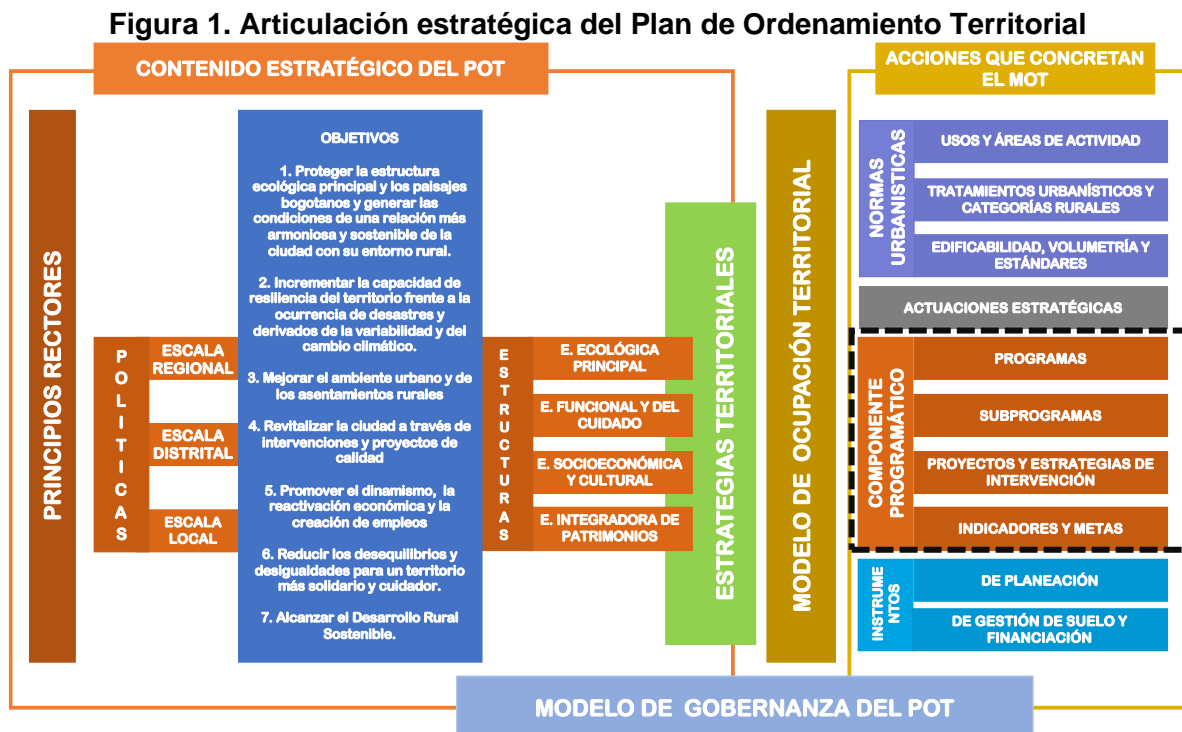 Figura 1. Articulación estratégica del Plan de Ordenamiento Territorial
CONTENIDO ESTRATÉGICO DEL POT
PRINCIPIOS RECTORES
POLITICAS
ESCALA
REGIONAL
ESCALA
DISTRITAL
ESCALA
LOCAL
OBJETIVOS
1. Proteger la estructura
ecológica principal y los paisajes
bogotanos y generar las
condiciones de una relación más
armoniosa y sostenible de la
ciudad con su entorno rural.
2. Incrementar la capacidad de
resiliencia del territorio frente a la
ocurrencia de desastres y
derivados de la variabilidad y del
cambio climático.
3. Mejorar el ambiente urbano y de
los asentamientos rurales
4. Revitalizar la ciudad a través de
intervenciones y proyectos de
calidad
5. Promover el dinamismo, la
reactivación económica y la
creación de empleos
6. Reducir los desequilibrios y
desigualdades para un territorio
más solidario y cuidador.
7. Alcanzar el Desarrollo Rural
Sostenible.
ESTRUCTURAS
E. ECOLÓGICA
PRINCIPAL
E. FUNCIONAL Y DEL
CUIDADO
E. SOCIOECONÓMICA
Y CULTURAL
E. INTEGRADORA DE
PATRIMONIOS
ESTRATEGIAS TERRITORIALES
MODELO DE OCUPACIÓN TERRITORIAL
ACCIONES QUE CONCRETAN
EL MOT
NORMAS
URBANISTICAS
USOS Y ÁREAS DE ACTIVIDAD
TRATAMIENTOS URBANÍSTICOS Y
CATEGORÍAS RURALES
EDIFICABILIDAD, VOLUMETRÍA Y
ESTÁNDARES
ACTUACIONES ESTRATÉGICAS
COMPONENTE
PROGRAMÁTICO
PROGRAMAS
SUBPROGRAMAS
PROYECTOS Y ESTRATEGIAS DE
INTERVENCIÓN
INDICADORES Y METAS
INSTRUME
NTOS
DE PLANEACIÓN
DE GESTIÓN DE SUELO Y
FINANCIACIÓN
MODELO DE GOBERNANZA DEL POT